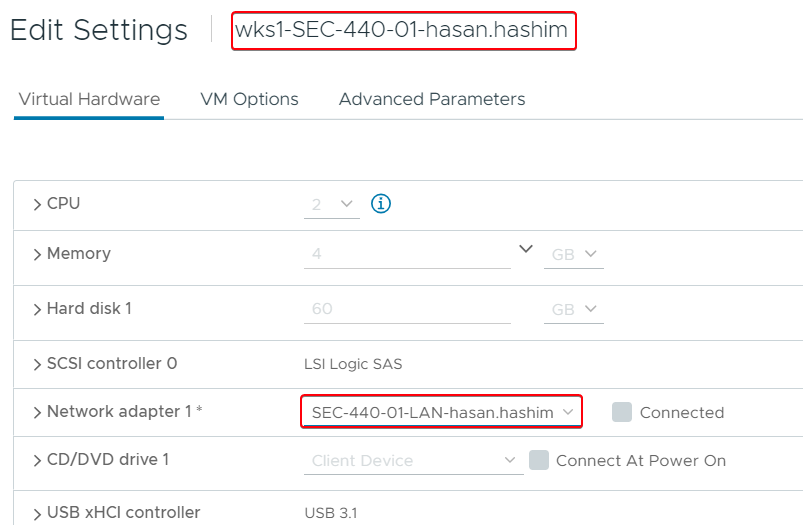 Edit Settings wks1-SEC-440-01-hasan.hashim
Virtual Hardware VM Options Advanced Parameters
CPU 2
Memory 4 GB
Hard disk 1 60 GB
SCSI controller 0 LSI Logic SAS
Network adapter 1 * SEC-440-01-LAN-hasan.hashim Connected
CD/DVD drive 1 Client Device Connect At Power On
USB xHCI controller USB 3.1